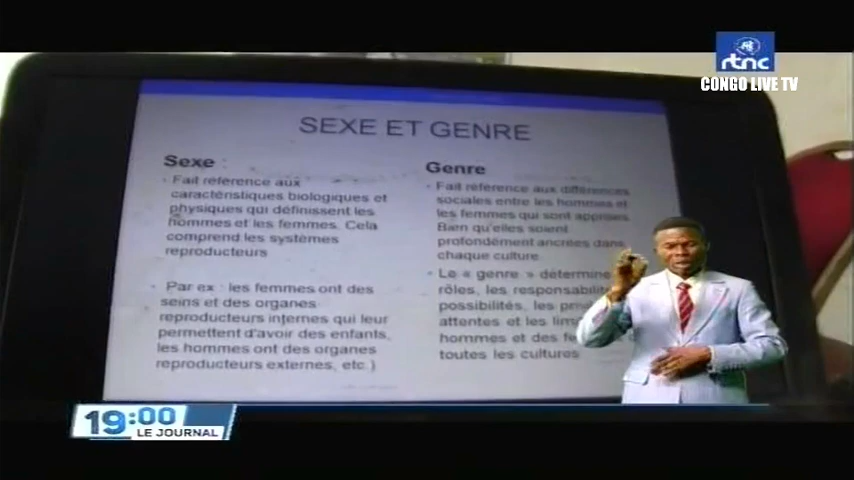 rtnc
CONGO LIVE TV
SEXE ET GENRE
Sexe :
• Fait référence aux
caractéristiques biologiques et
physiques qui définissent les
hommes et les femmes. Cela
comprend les systèmes
reproducteurs
• Par ex : les femmes ont des
seins et des organes
reproducteurs internes qui leur
permettent d'avoir des enfants,
les hommes ont des organes
reproducteurs externes, etc.)
Genre
• Fait référence aux différences
sociales entre les hommes et
les femmes qui sont apprises.
Bien qu'elles soient
profondément ancrées dans
chaque culture
• Le « genre » détermine
rôles, les
possibilités, les
attentes et les
hommes et des
toutes les cultures
19:00
LE JOURNAL